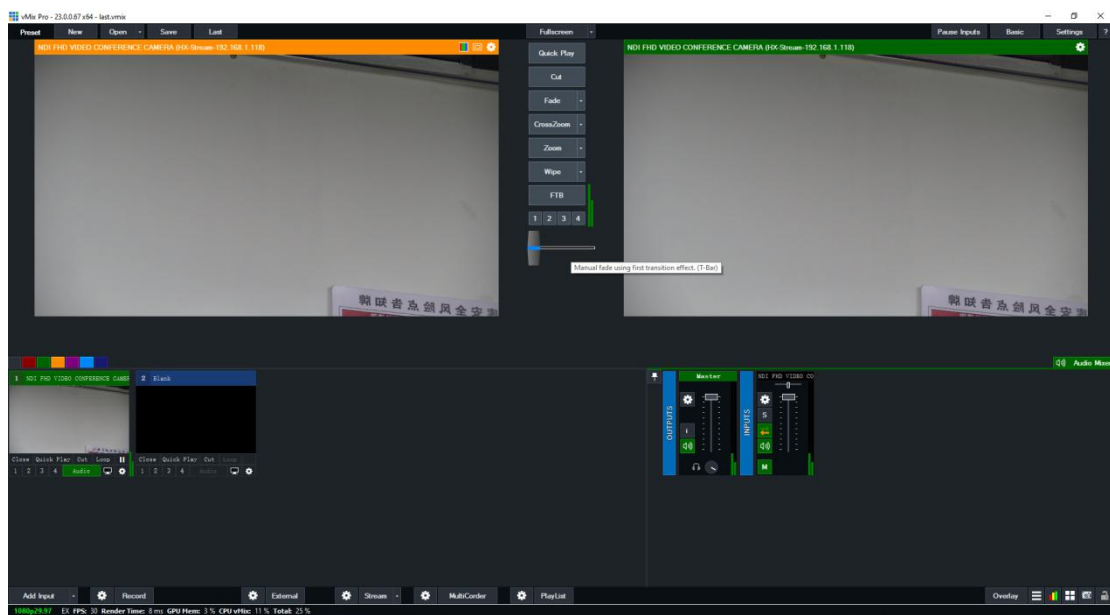 vMix Pro - 23.0.0.67 x64 - last.vmix
Preset New Open Save Last Fullscreen Pause Inputs Basic Settings ?
NDI FHD VIDEO CONFERENCE CAMERA (HX-Stream-192.168.1.118)
NDI FHD VIDEO CONFERENCE CAMERA (HX-Stream-192.168.1.118)
Quick Play
Cut
Fade
CrossZoom
Zoom
Wipe
FTB
1 2 3 4
Manual fade using first transition effect. (T-Bar)
Audio Mixe
1 NDI FHD VIDEO CONFERENCE CAMER 2 Blank
Close Quick Play Cut Loop Close Quick Play Cut Loop
1 2 3 4 Audio 1 2 3 4 Audio
OUTPUTS
Master
INPUTS
NDI FHD VIDEO CO
S
M
Add Input Record External Stream MultiCorder PlayList Overlay
1080p29.97 EX FPS: 30 Render Time: 8 ms GPU Mem: 3 % CPU vMix: 11 % Total: 25 %